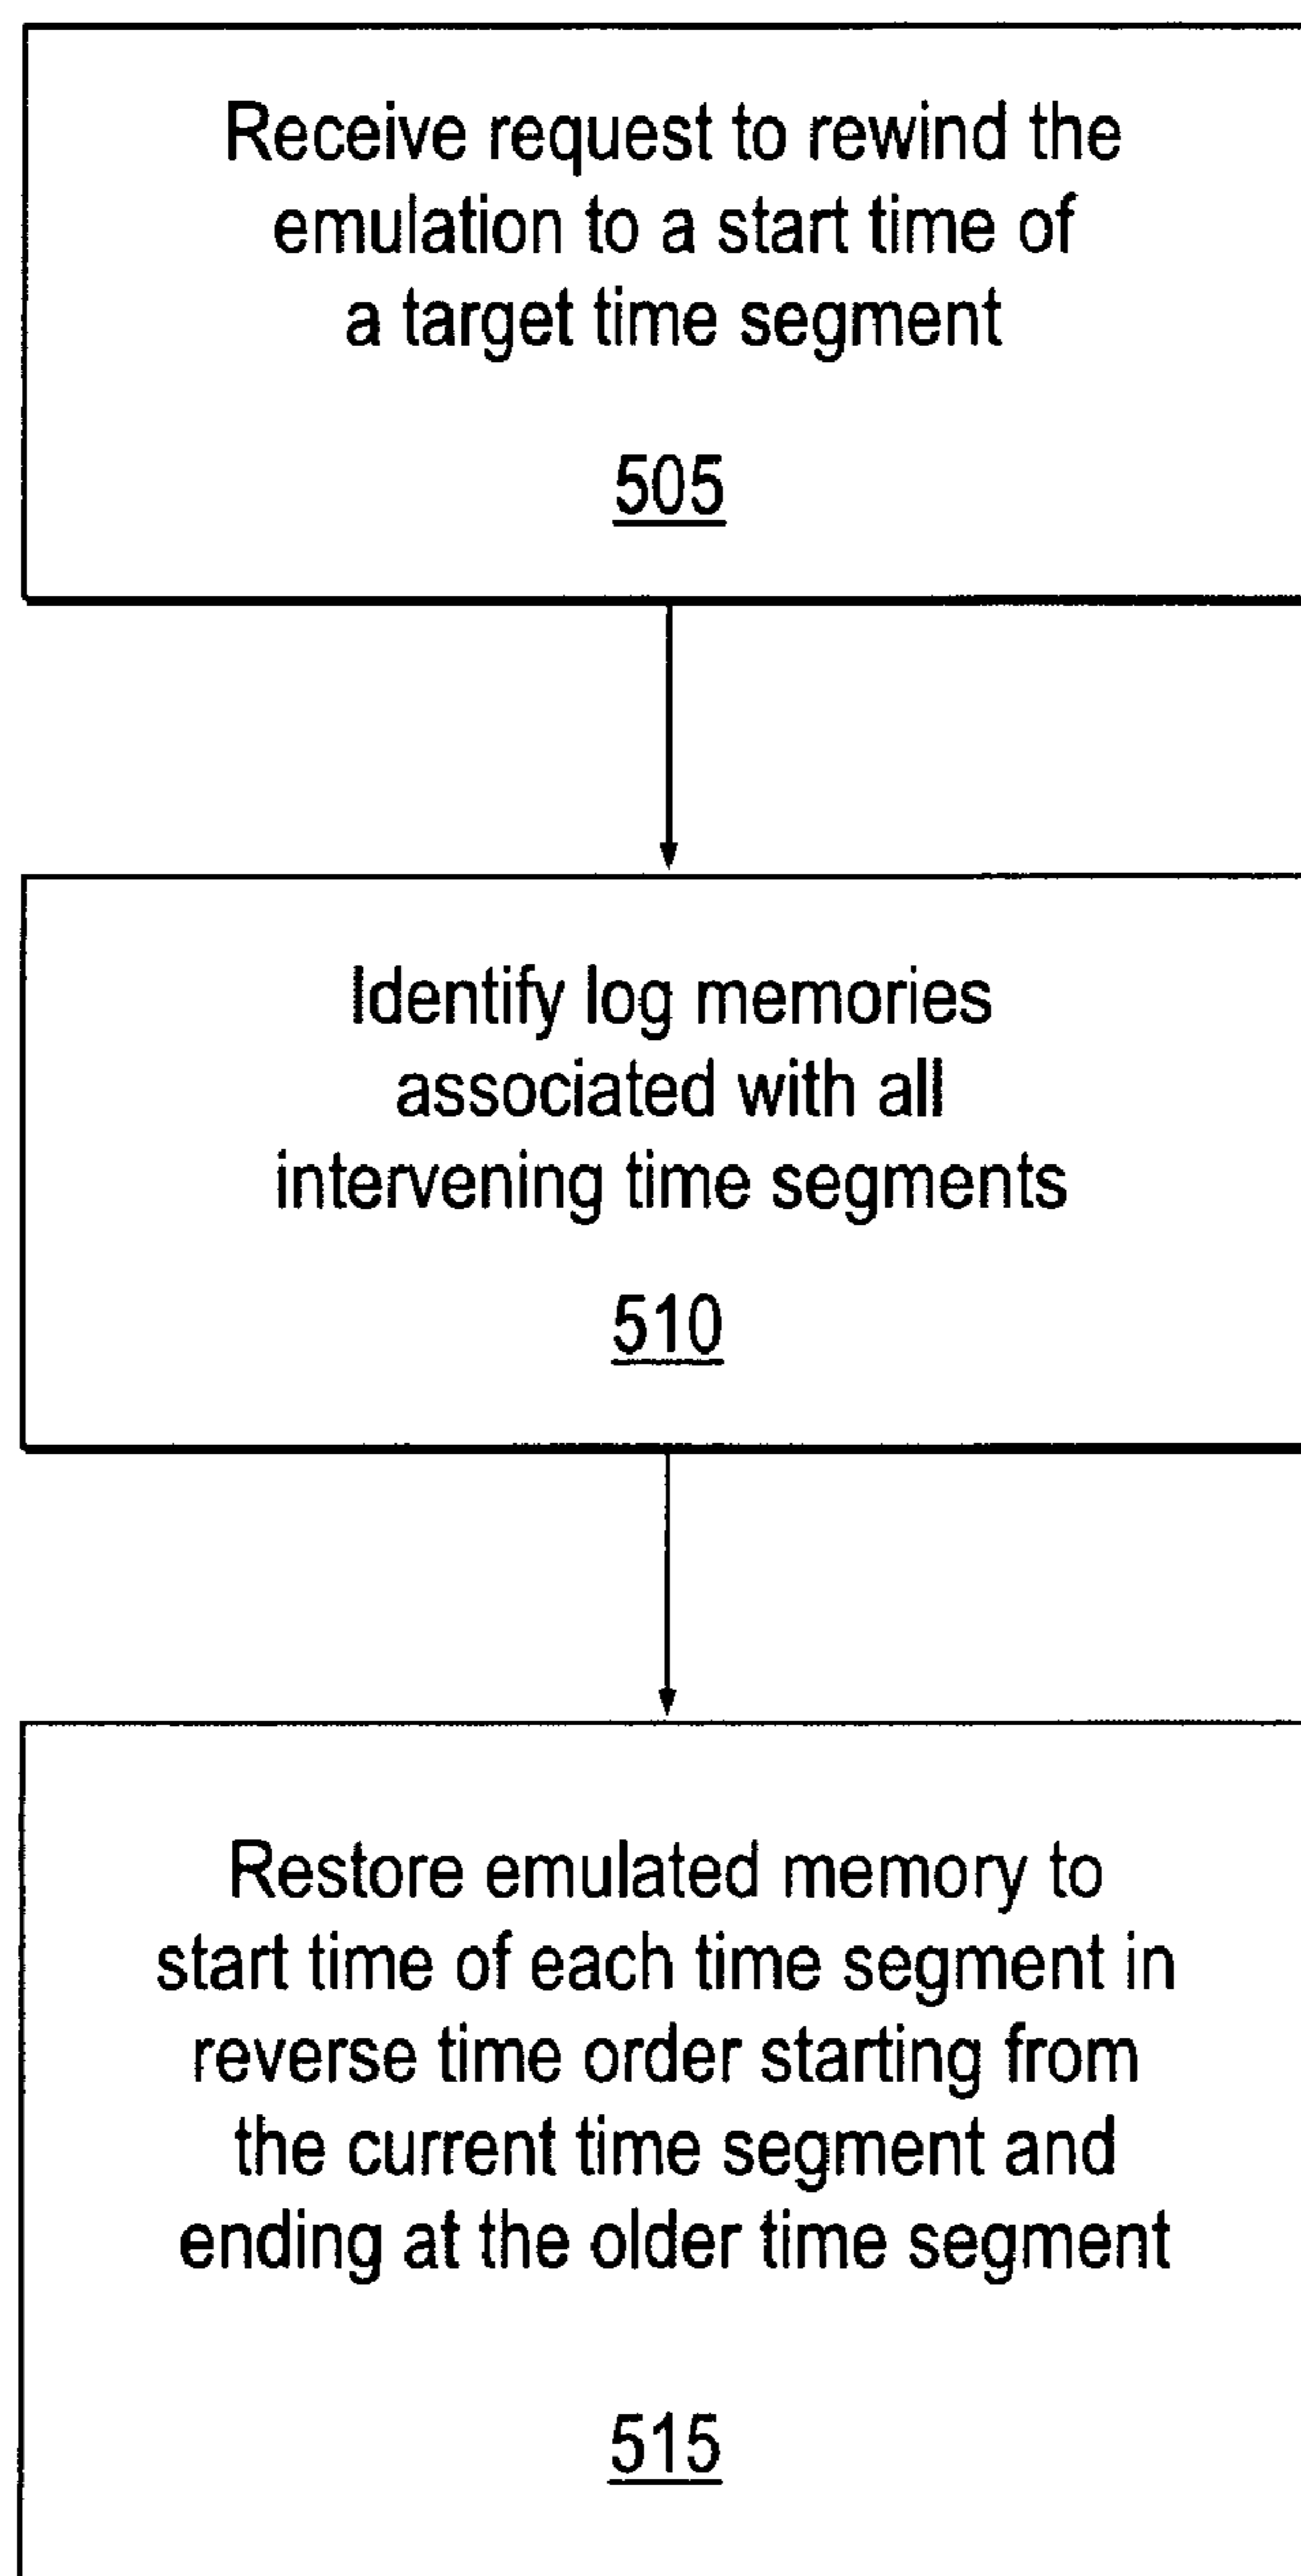 Receive request to rewind the
emulation to a start time of
a target time segment
505
Identify log memories
associated with all
intervening time segments
510
Restore emulated memory to
start time of each time segment in
reverse time order starting from
the current time segment and
ending at the older time segment
515